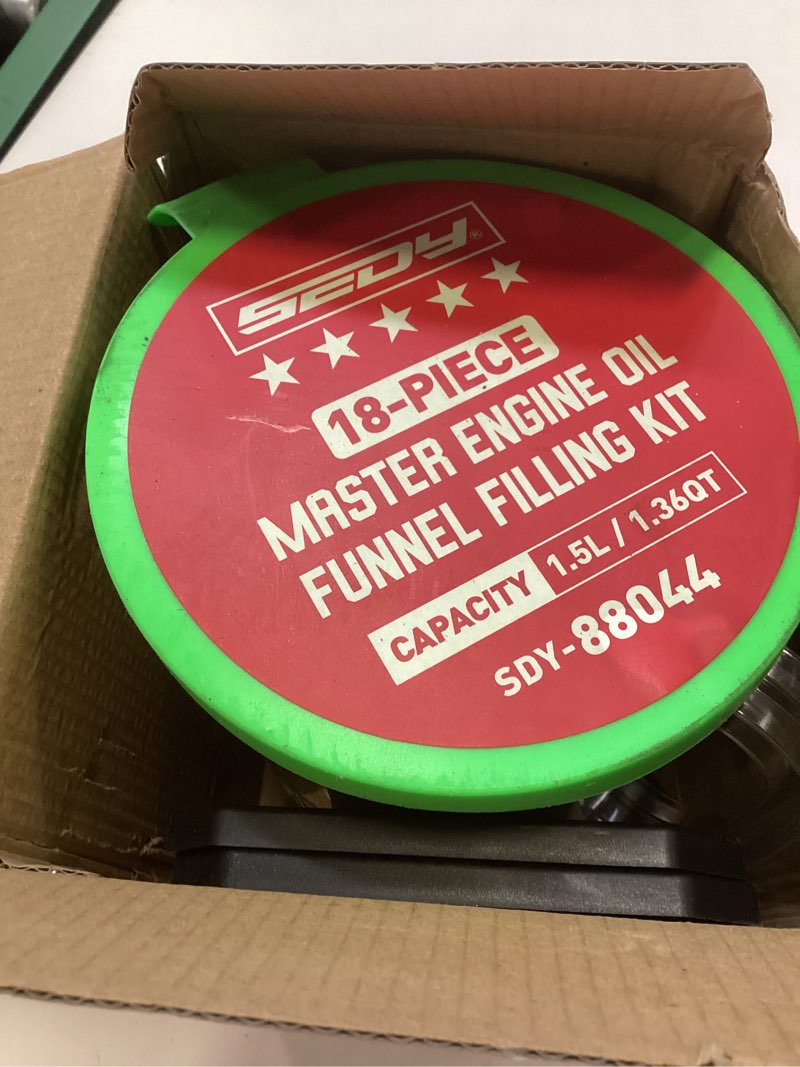 SEDY®
18-PIECE
MASTER ENGINE OIL
FUNNEL FILLING KIT
CAPACITY 1.5L / 1.36QT
SDY-88044